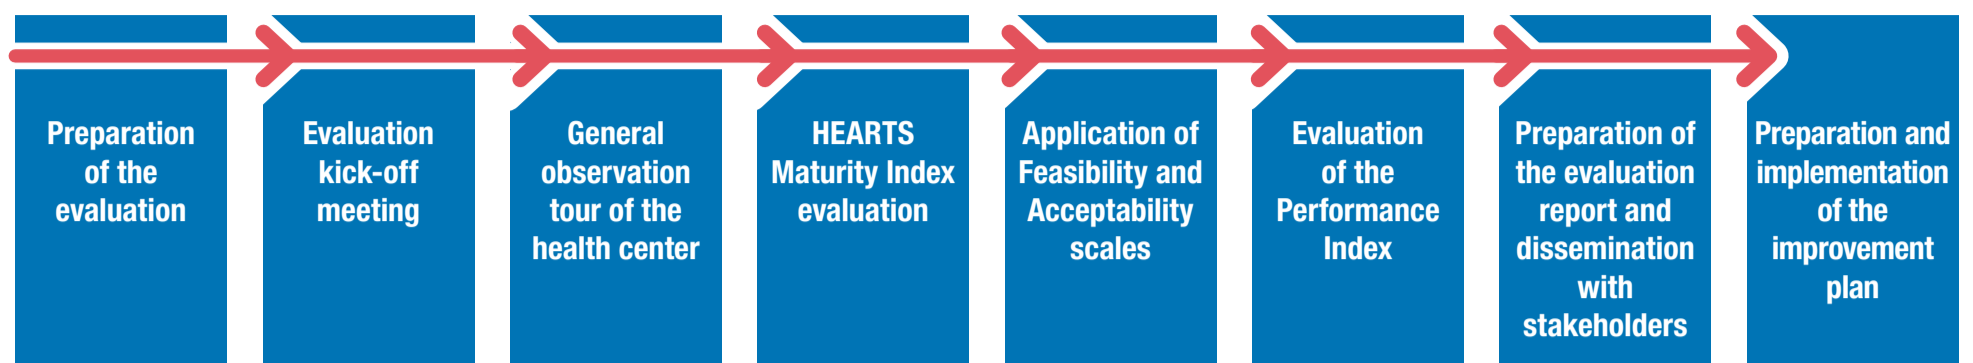 Preparation
of the
evaluation
Evaluation
kick-off
meeting
General
observation
tour of the
health center
HEARTS
Maturity Index
evaluation
Application of
Feasibility and
Acceptability
scales
Evaluation
of the
Performance
Index
Preparation of
the evaluation
report and
dissemination
with
stakeholders
Preparation and
implementation
of the
improvement
plan